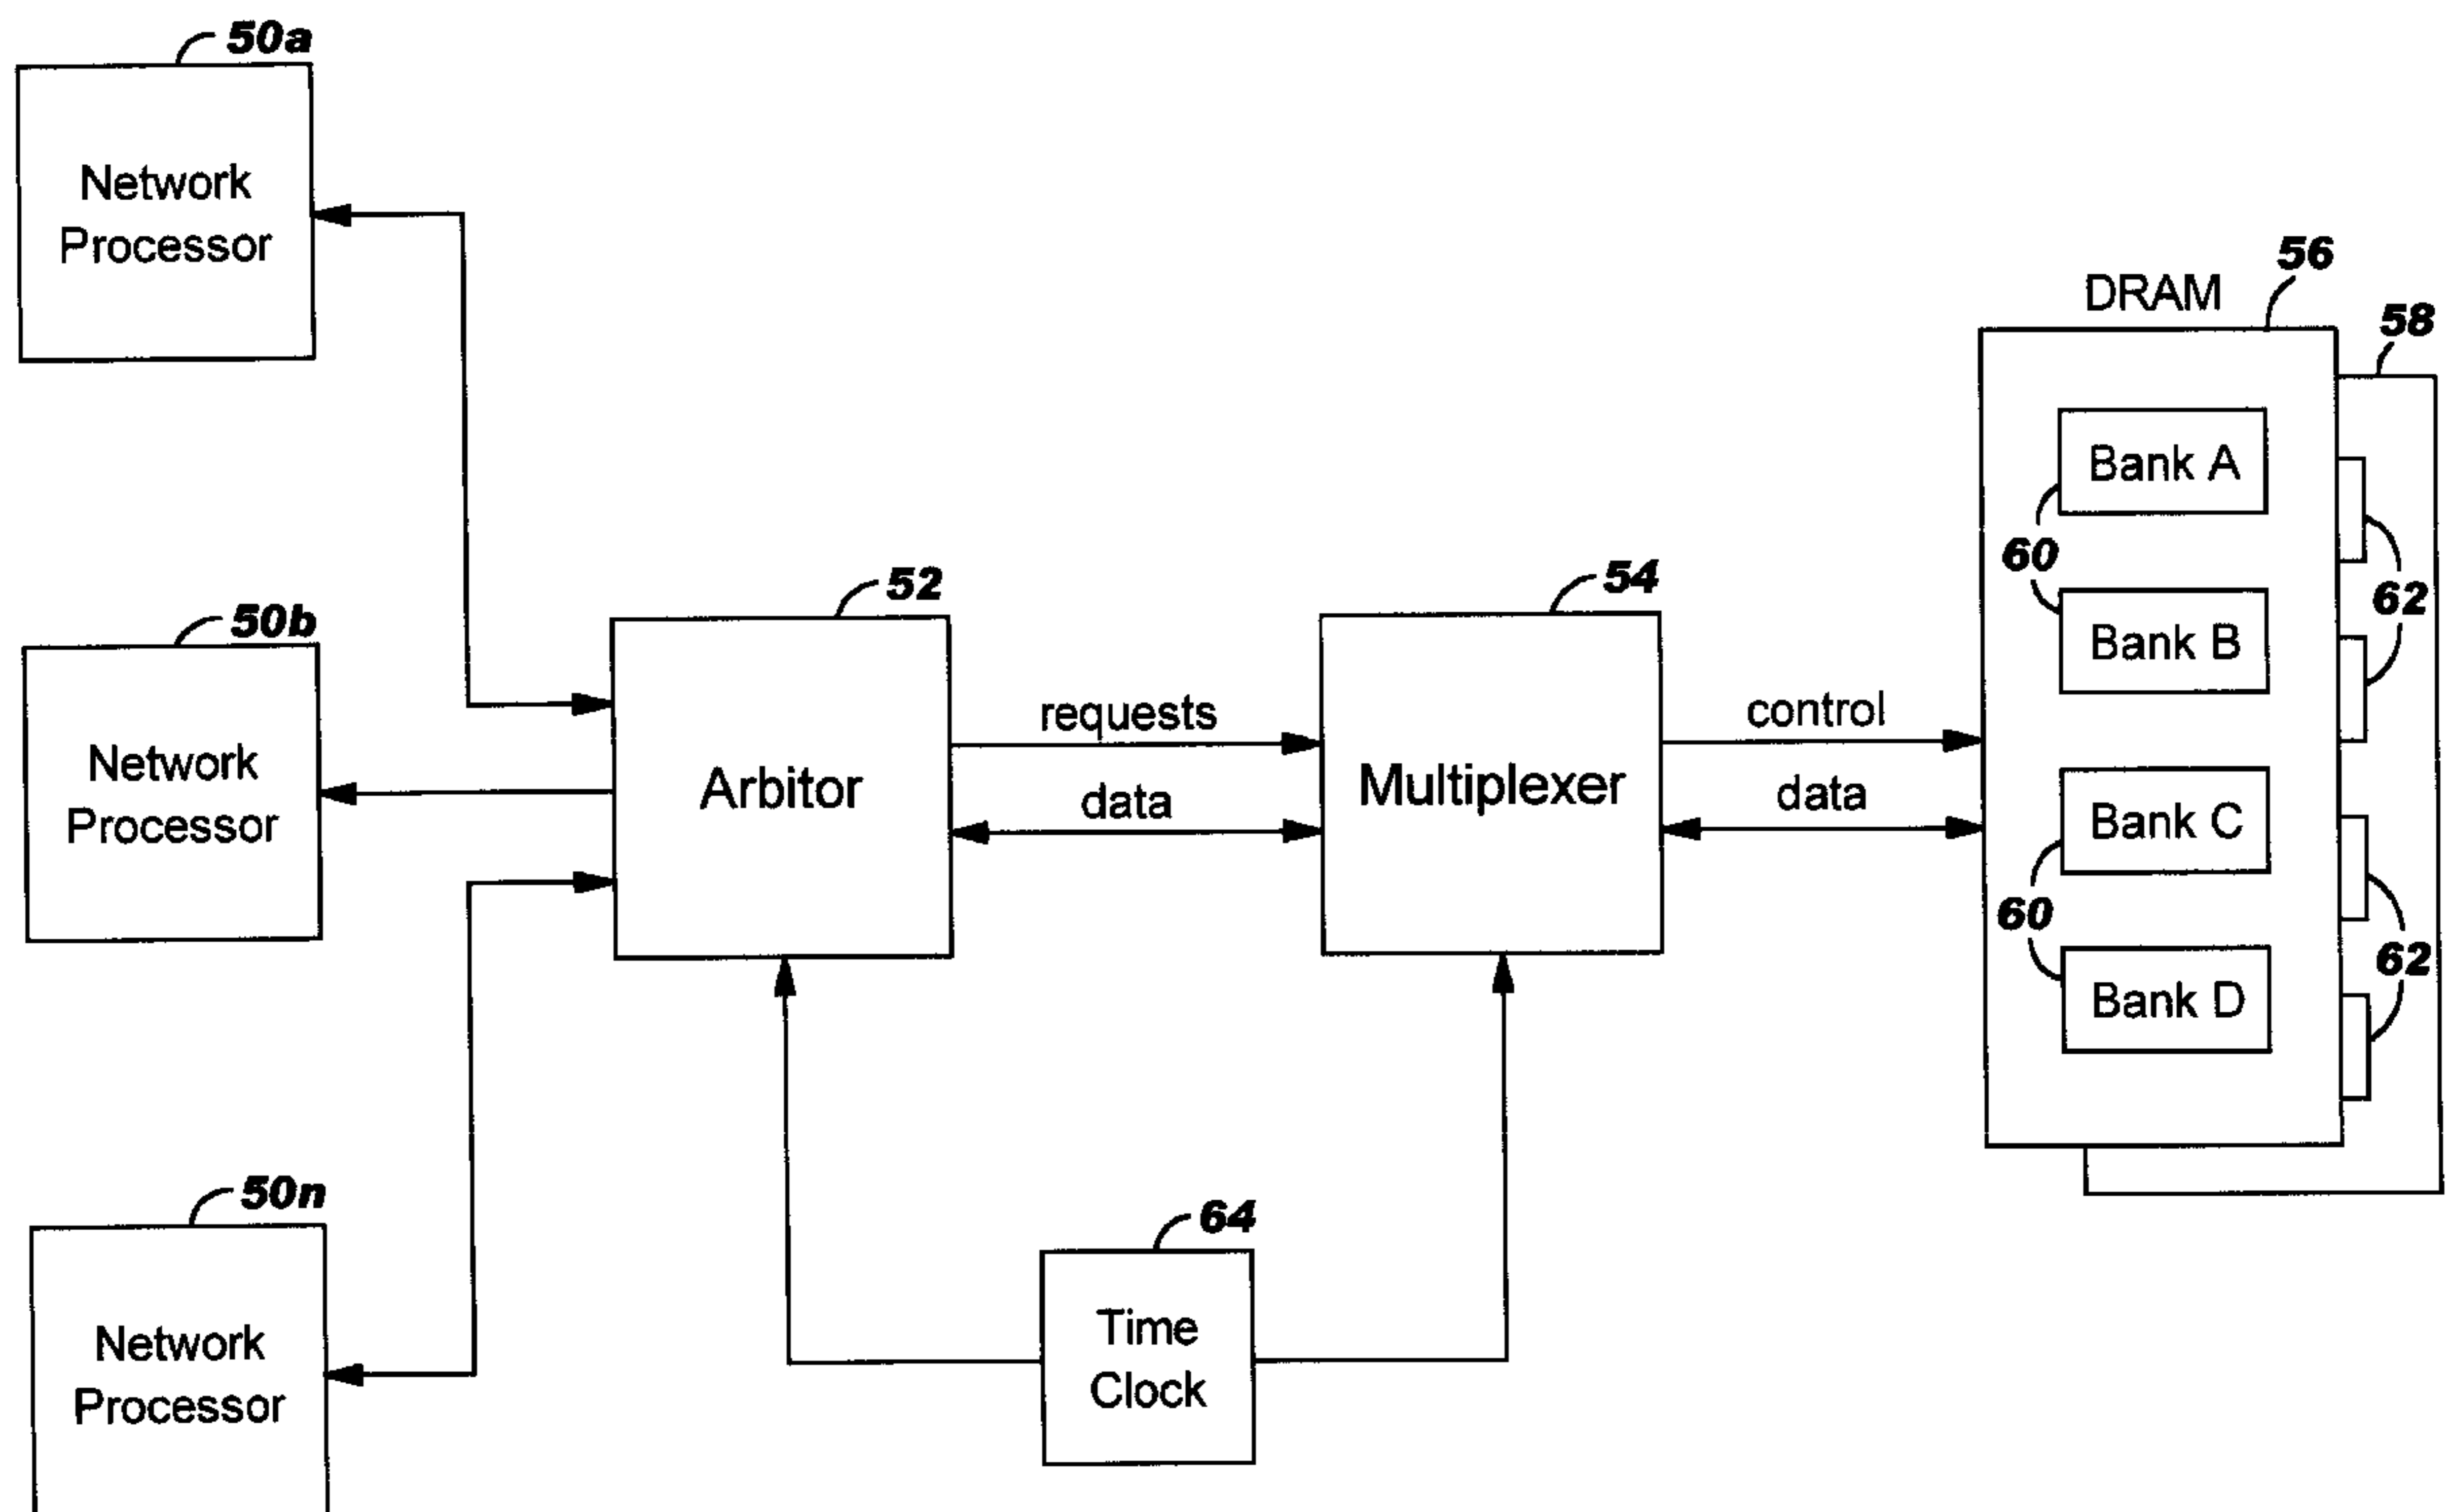 50a
Network
Processor
50b
Network
Processor
50n
Network
Processor
52
Arbitor
requests
data
54
Multiplexer
control
data
64
Time
Clock
DRAM
56
58
Bank A
60
Bank B
62
Bank C
60
Bank D
62